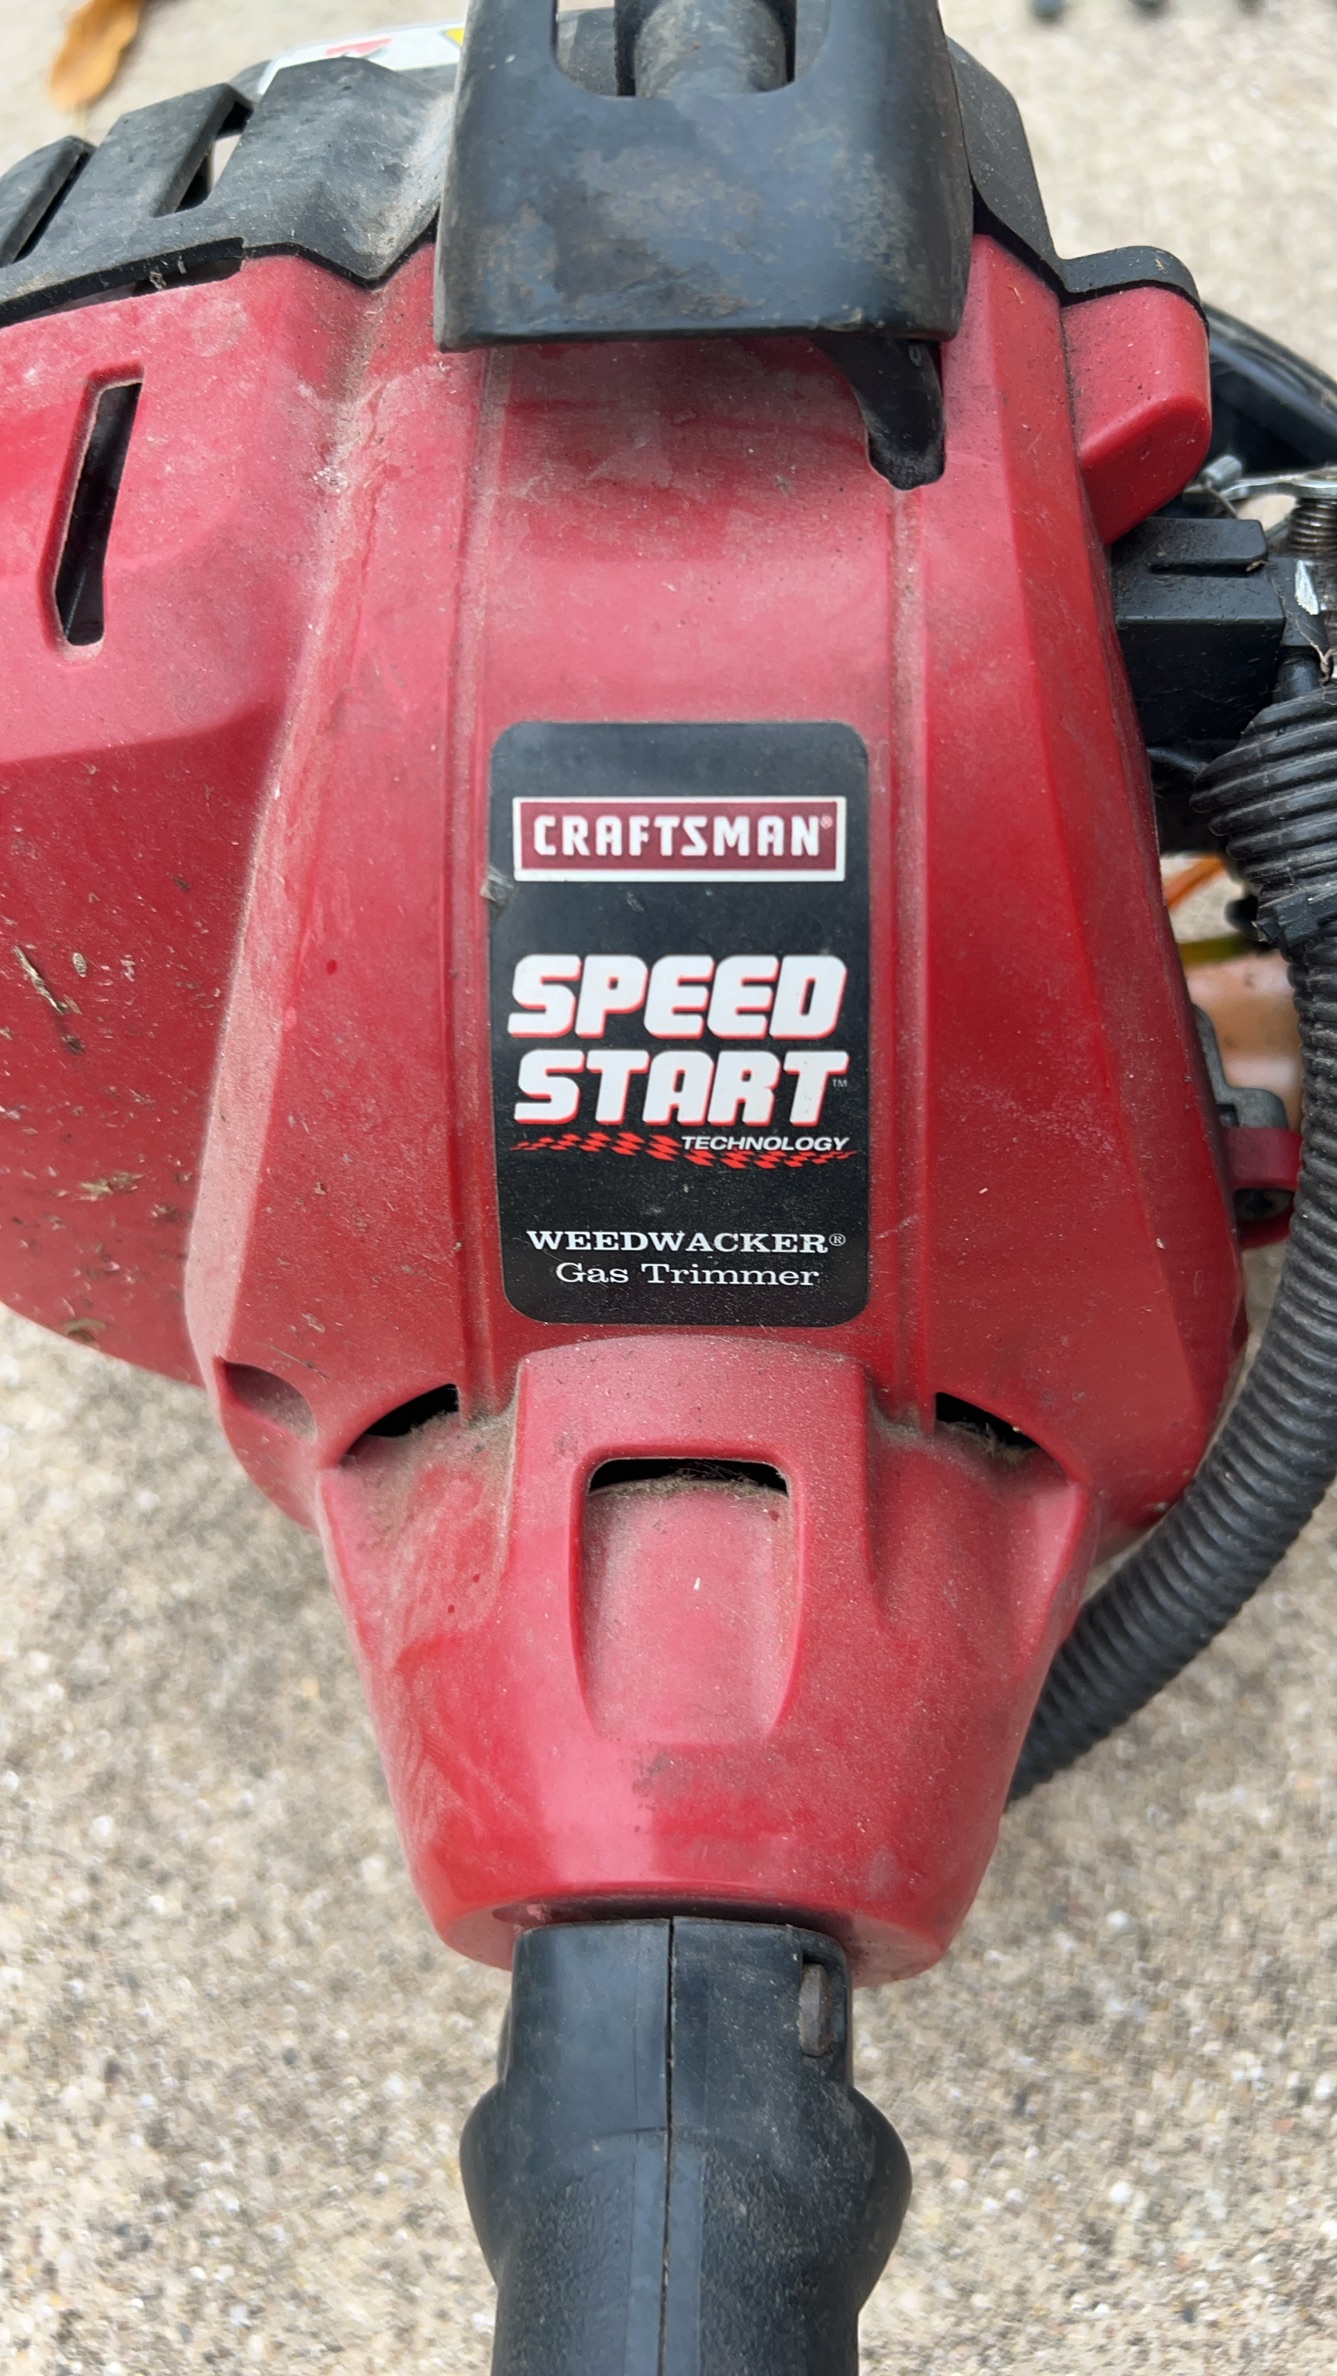 CRAFTSMAN®
SPEED
START™
TECHNOLOGY
WEEDWACKER®
Gas Trimmer